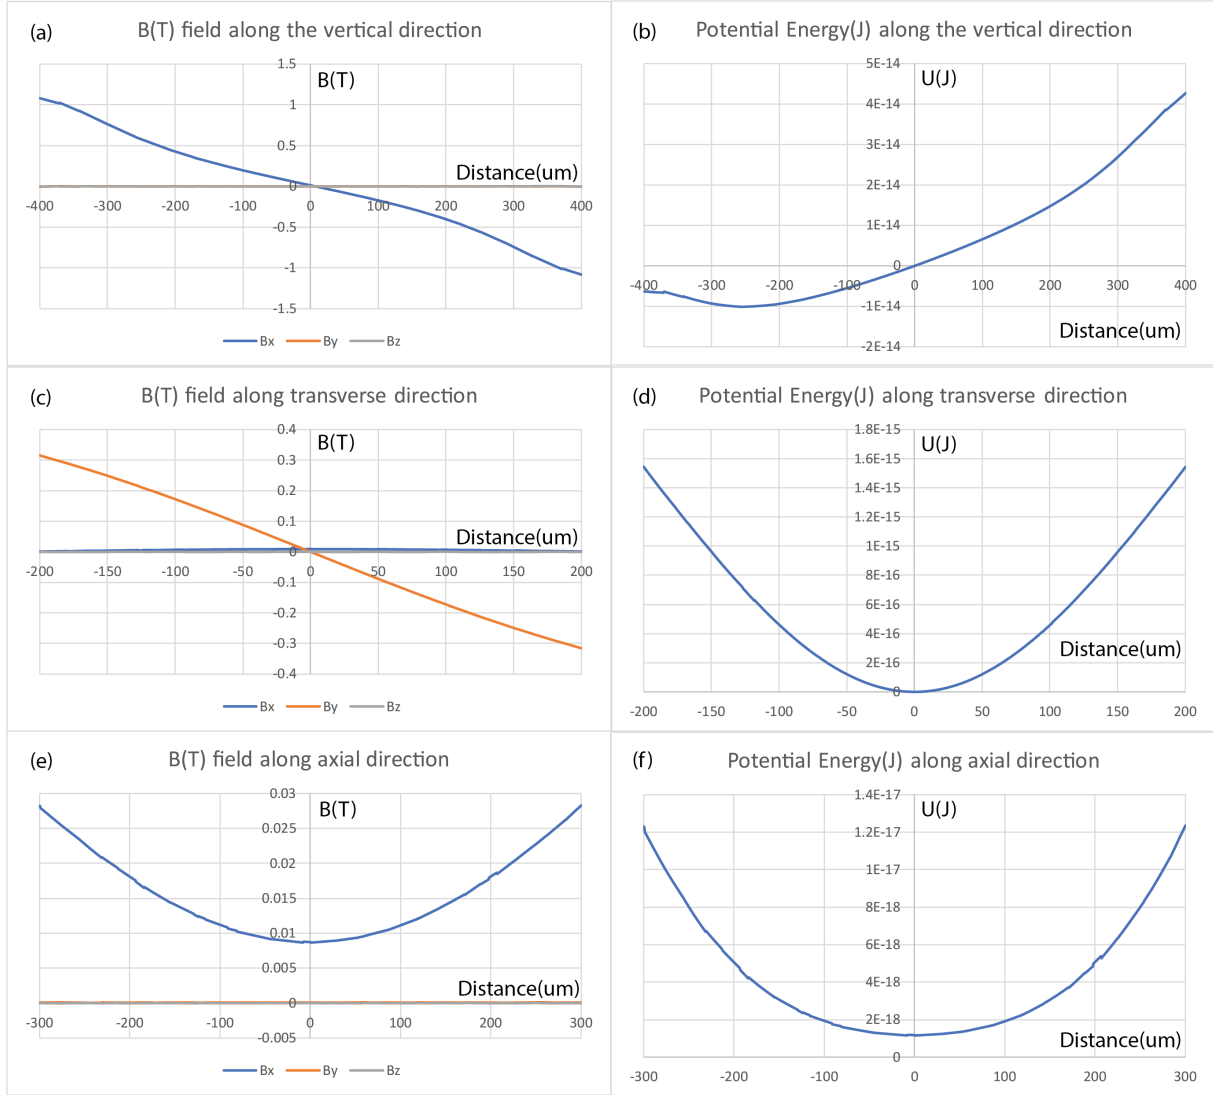 (a)
B(T) field along the vertical direction
B(T)
1.5
1
0.5
0
-0.5
-1
-1.5
Distance(um)
-400 -300 -200 -100 0 100 200 300 400
Bx By Bz
(b)
Potential Energy(J) along the vertical direction
U(J)
5E-14
4E-14
3E-14
2E-14
1E-14
0
-1E-14
-2E-14
-400 -300 -200 -100 0 100 200 300 400
Distance(um)
(c)
B(T) field along transverse direction
B(T)
0.4
0.3
0.2
0.1
0
-0.1
-0.2
-0.3
-0.4
Distance(um)
-200 -150 -100 -50 0 50 100 150 200
Bx By Bz
(d)
Potential Energy(J) along transverse direction
U(J)
1.8E-15
1.6E-15
1.4E-15
1.2E-15
1E-15
8E-16
6E-16
4E-16
2E-16
0
Distance(um)
-200 -150 -100 -50 0 50 100 150 200
(e)
B(T) field along axial direction
B(T)
0.03
0.025
0.02
0.015
0.01
0.005
0
-0.005
Distance(um)
-300 -200 -100 0 100 200 300
Bx By Bz
(f)
Potential Energy(J) along axial direction
U(J)
1.4E-17
1.2E-17
1E-17
8E-18
6E-18
4E-18
2E-18
0
Distance(um)
-300 -200 -100 0 100 200 300